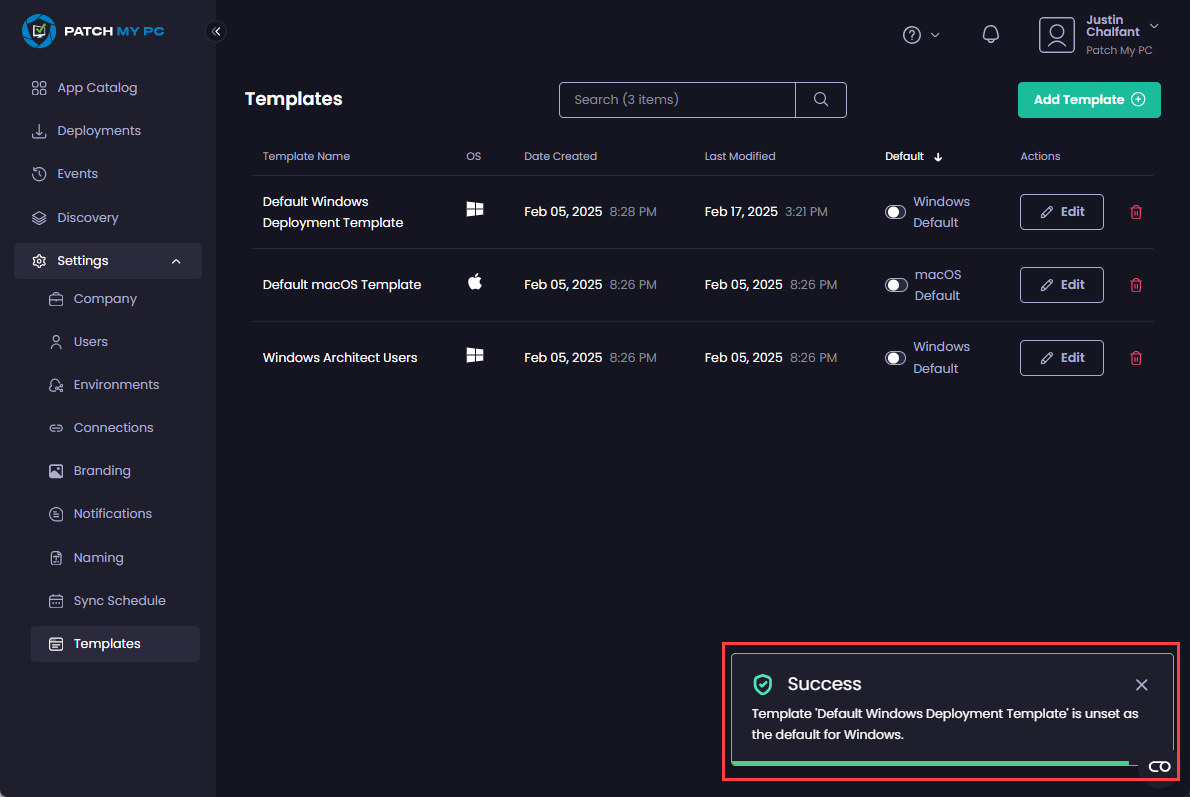 PATCH MY PC
Justin
Chalfant
Patch My PC
App Catalog
Deployments
Events
Discovery
Settings
Company
Users
Environments
Connections
Branding
Notifications
Naming
Sync Schedule
Templates
Templates
Search (3 items)
Add Template
Template Name OS Date Created Last Modified Default Actions
Default Windows
Deployment Template
Feb 05, 2025 8:28 PM Feb 17, 2025 3:21 PM
Windows
Default
Edit
Default macOS Template Feb 05, 2025 8:26 PM Feb 05, 2025 8:26 PM
macOS
Default
Edit
Windows Architect Users Feb 05, 2025 8:26 PM Feb 05, 2025 8:26 PM
Windows
Default
Edit
Success
Template 'Default Windows Deployment Template' is unset as
the default for Windows.